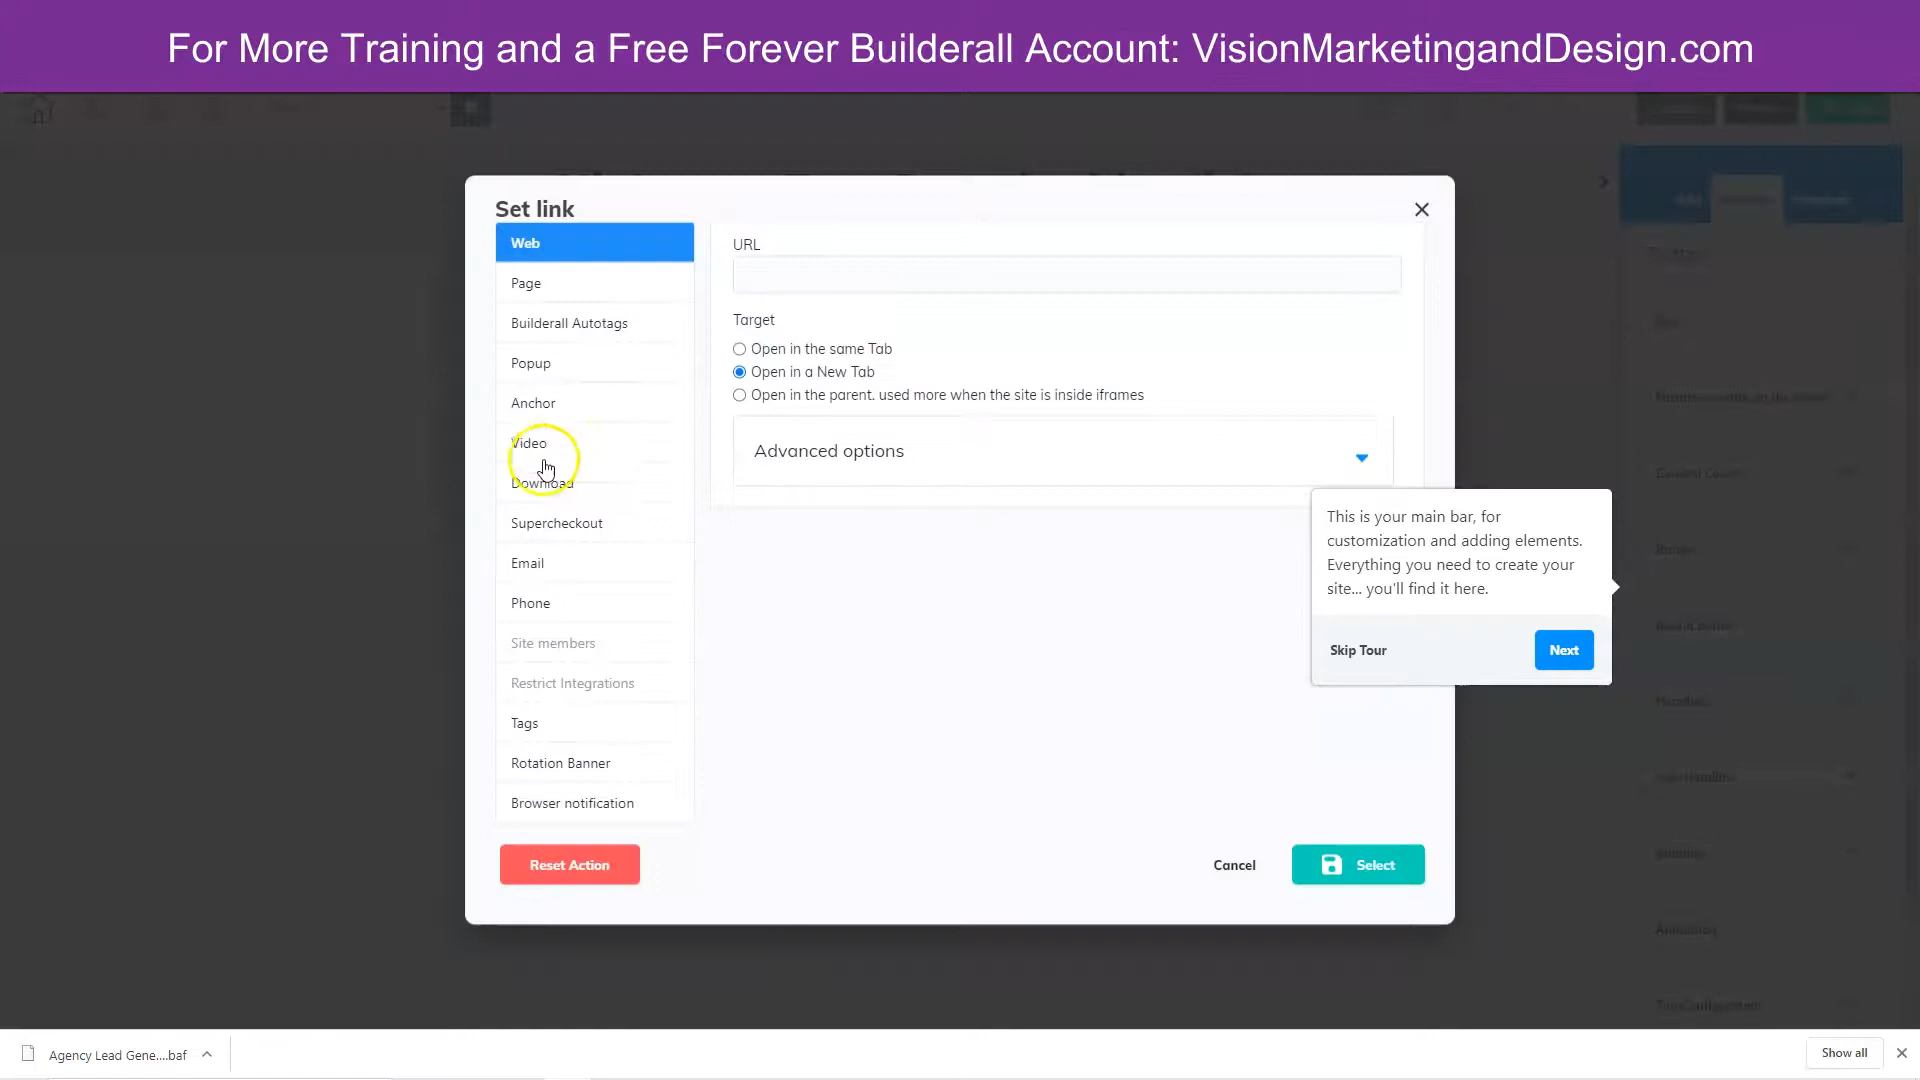 For More Training and a Free Forever Builderall Account: VisionMarketingandDesign.com
Set link
Web
Page
Builderall Autotags
Popup
Anchor
Video
Download
Supercheckout
Email
Phone
Site members
Restrict Integrations
Tags
Rotation Banner
Browser notification
URL
Target
Open in the same Tab
Open in a New Tab
Open in the parent. used more when the site is inside iframes
Advanced options
This is your main bar, for
customization and adding elements.
Everything you need to create your
site... you'll find it here.
Skip Tour
Next
Reset Action
Cancel
Select
Agency Lead Gene....baf
Show all